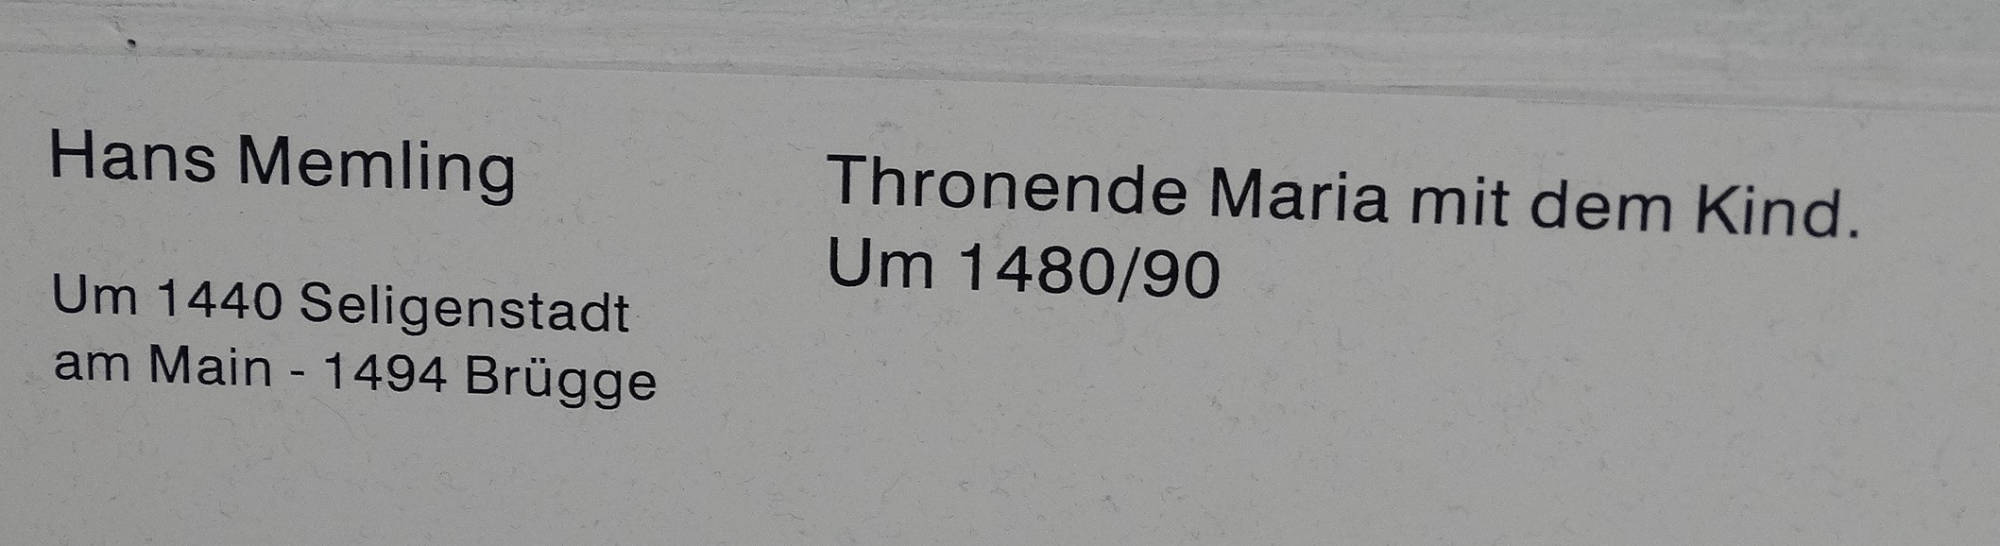 Hans Memling
Um 1440 Seligenstadt
am Main - 1494 Brügge
Thronende Maria mit dem Kind.
Um 1480/90